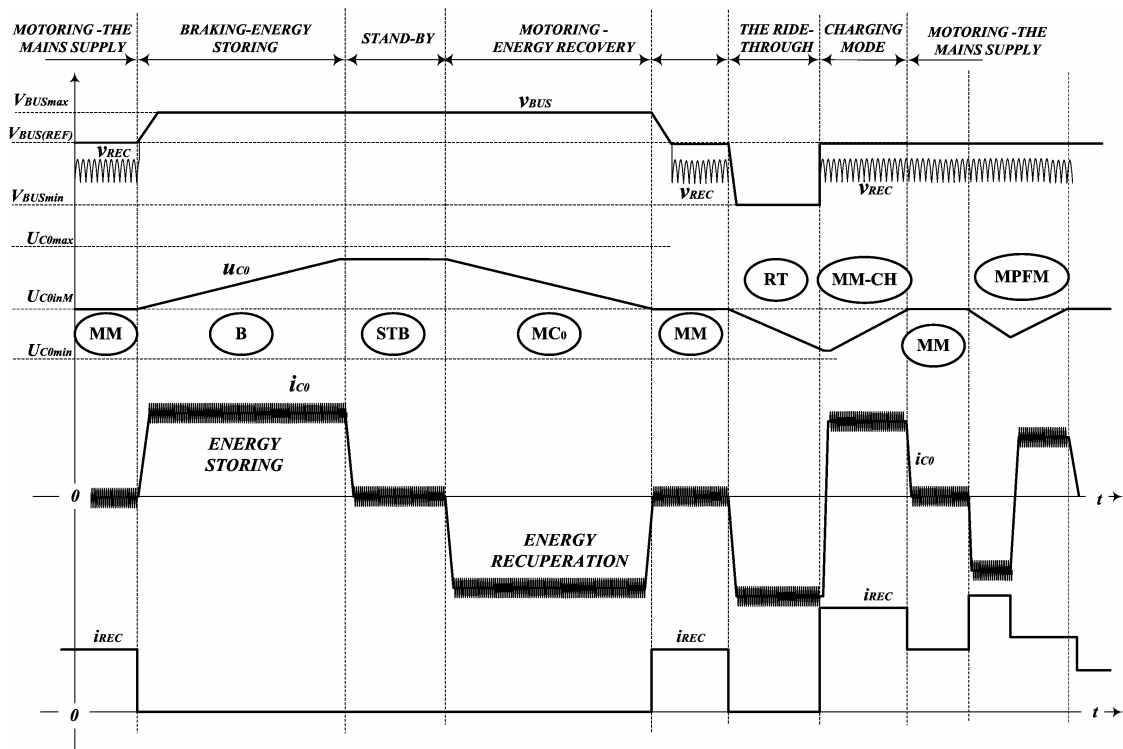 MOTORING -THE
MAINS SUPPLY
BRAKING-ENERGY
STORING
STAND-BY
MOTORING -
ENERGY RECOVERY
THE RIDE-
THROUGH
CHARGING
MODE
MOTORING -THE
MAINS SUPPLY
VBUSmax
vBUS
VBUS(REF)
vREC
vREC
vREC
VBUSmin
UC0max
uC0
RT
MM-CH
MPFM
UC0inM
MM
B
STB
MC0
MM
MM
UC0min
iC0
ENERGY
STORING
iC0
0
t
ENERGY
RECUPERATION
iREC
iREC
iREC
0
t